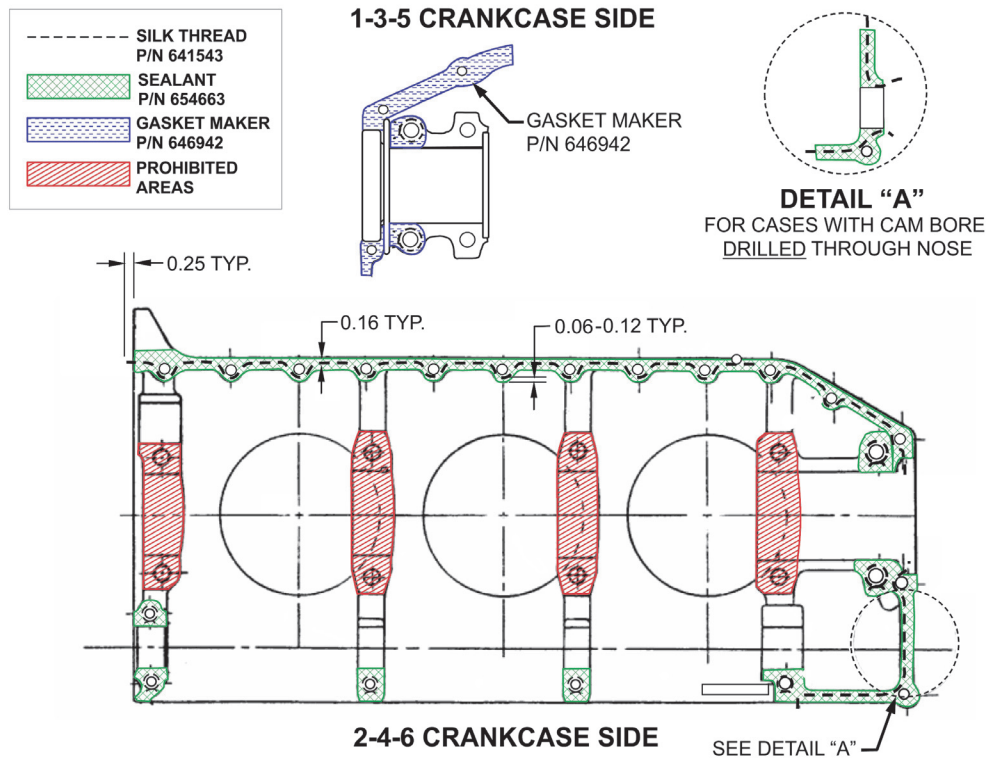 SILK THREAD
P/N 641543
SEALANT
P/N 654663
GASKET MAKER
P/N 646942
PROHIBITED
AREAS
1-3-5 CRANKCASE SIDE
GASKET MAKER
P/N 646942
DETAIL “A”
FOR CASES WITH CAM BORE
DRILLED THROUGH NOSE
0.25 TYP.
0.16 TYP.
0.06-0.12 TYP.
2-4-6 CRANKCASE SIDE
SEE DETAIL “A”